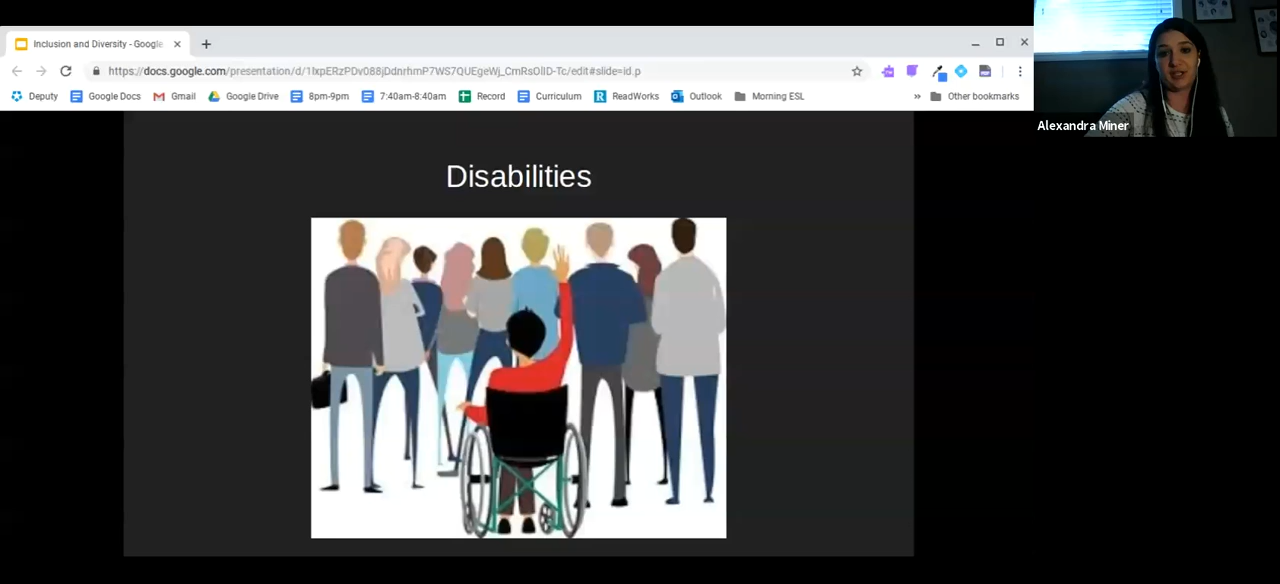 Inclusion and Diversity - Google
https://docs.google.com/presentation/d/1IxpERzPDv088jDdnrhmP7WS7QUEgeWj_CmRsOlID-Tc/edit#slide=id.p
Deputy Google Docs Gmail Google Drive 8pm-9pm 7:40am-8:40am Record Curriculum ReadWorks Outlook Morning ESL » Other bookmarks
Alexandra Miner
Disabilities